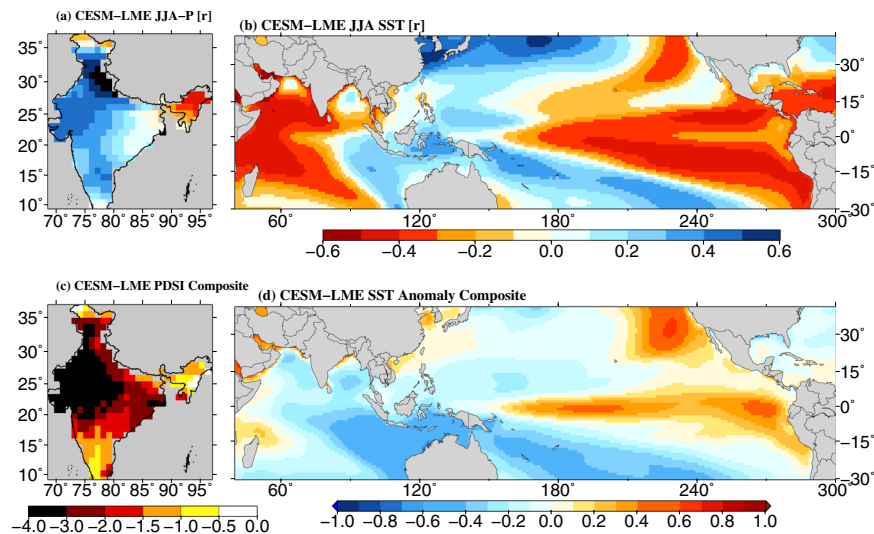 (a) CESM−LME JJA−P [r]
(b) CESM−LME JJA SST [r]
35°
30°
25°
20°
15°
10°
70° 75° 80° 85° 90° 95°
30°
15°
0°
−15°
−30°
60° 120° 180° 240° 300°
−0.6 −0.4 −0.2 0.0 0.2 0.4 0.6
(c) CESM−LME PDSI Composite
(d) CESM−LME SST Anomaly Composite
35°
30°
25°
20°
15°
10°
70° 75° 80° 85° 90° 95°
30°
15°
0°
−15°
−30°
60° 120° 180° 240° 300°
−4.0 −3.0 −2.0 −1.5 −1.0 −0.5 0.0
−1.0 −0.8 −0.6 −0.4 −0.2 0.0 0.2 0.4 0.6 0.8 1.0